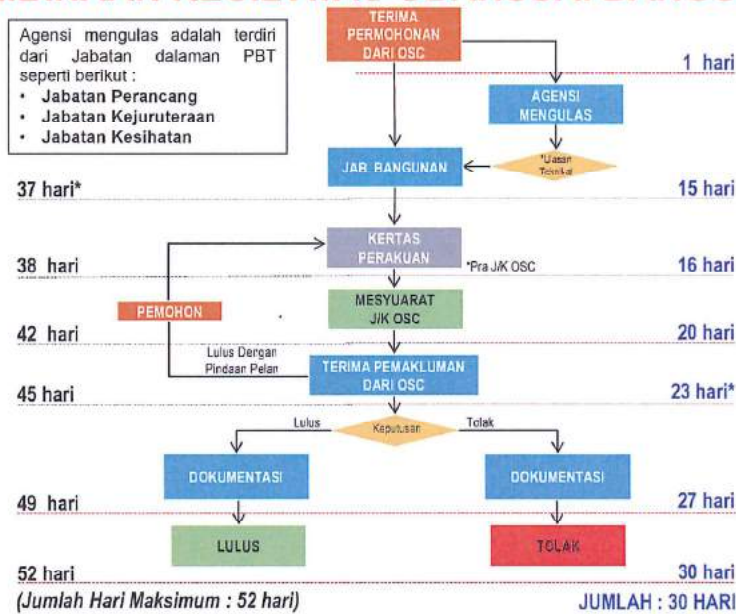 Agensi mengulas adalah terdiri
dari Jabatan dalaman PBT
seperti berikut :
• Jabatan Perancang
• Jabatan Kejuruteraan
• Jabatan Kesihatan
TERIMA
PERMOHONAN
DARI OSC
1 hari
AGENSI
MENGULAS
JAB. BANGUNAN
*Ulasan
Teknikal
37 hari*
15 hari
KERTAS
PERAKUAN
*Pra J/K OSC
38 hari
16 hari
PEMOHON
MESYUARAT
J/K OSC
42 hari
20 hari
Lulus Dengan
Pindaan Pelan
TERIMA PEMAKLUMAN
DARI OSC
45 hari
23 hari*
Lulus
Keputusan
Tolak
DOKUMENTASI
DOKUMENTASI
49 hari
27 hari
LULUS
TOLAK
52 hari
30 hari
(Jumlah Hari Maksimum : 52 hari)
JUMLAH : 30 HARI